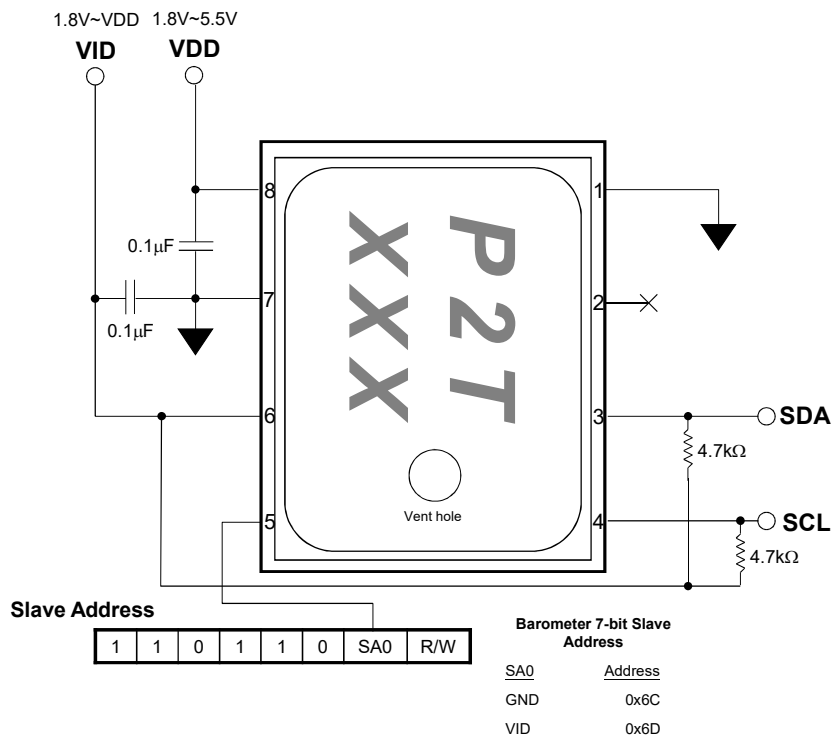 1.8V~VDD 1.8V~5.5V
VID VDD
8 1
0.1μF
7 2
0.1μF
P2T
XXX
6 3 SDA
4.7kΩ
Vent hole
5 4 SCL
4.7kΩ
Slave Address
1 1 0 1 1 0 SA0 R/W
Barometer 7-bit Slave
Address
SA0 Address
GND 0x6C
VID 0x6D